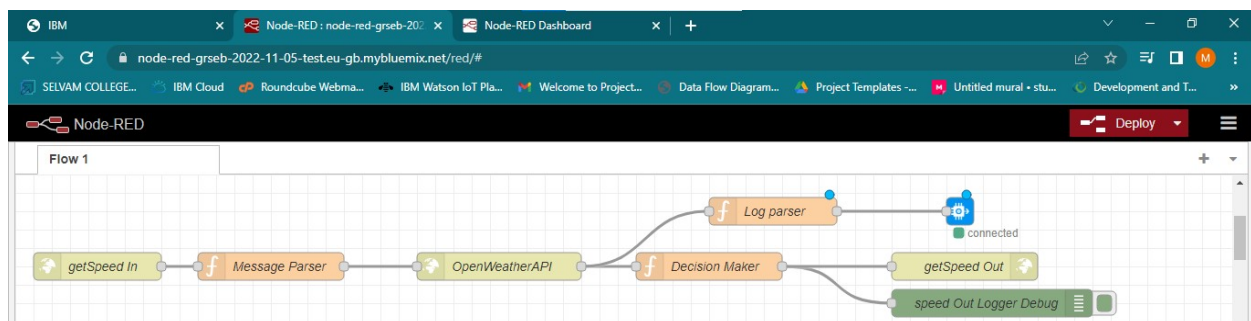 IBM
Node-RED : node-red-grseb-202
Node-RED Dashboard
node-red-grseb-2022-11-05-test.eu-gb.mybluemix.net/red/#
M
SELVAM COLLEGE...
IBM Cloud
Roundcube Webma...
IBM Watson IoT Pla...
Welcome to Project...
Data Flow Diagram...
Project Templates -...
Untitled mural • stu...
Development and T...
Node-RED
Deploy
Flow 1
Log parser
connected
getSpeed In
Message Parser
OpenWeatherAPI
Decision Maker
getSpeed Out
speed Out Logger Debug